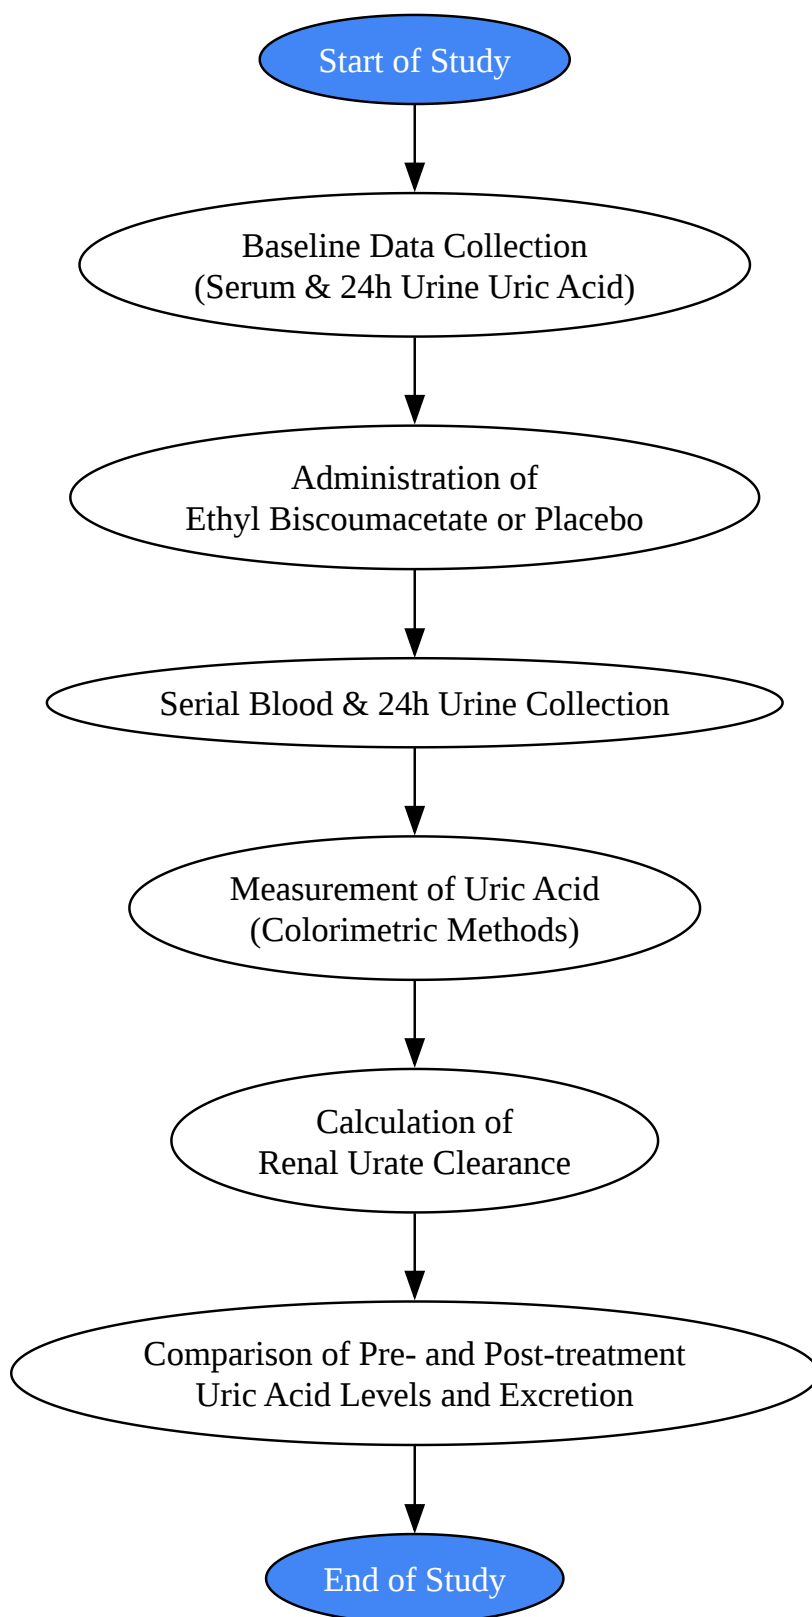 Start of Study
Baseline Data Collection
(Serum & 24h Urine Uric Acid)
Administration of
Ethyl Biscoumacetate or Placebo
Serial Blood & 24h Urine Collection
Measurement of Uric Acid
(Colorimetric Methods)
Calculation of
Renal Urate Clearance
Comparison of Pre- and Post-treatment
Uric Acid Levels and Excretion
End of Study